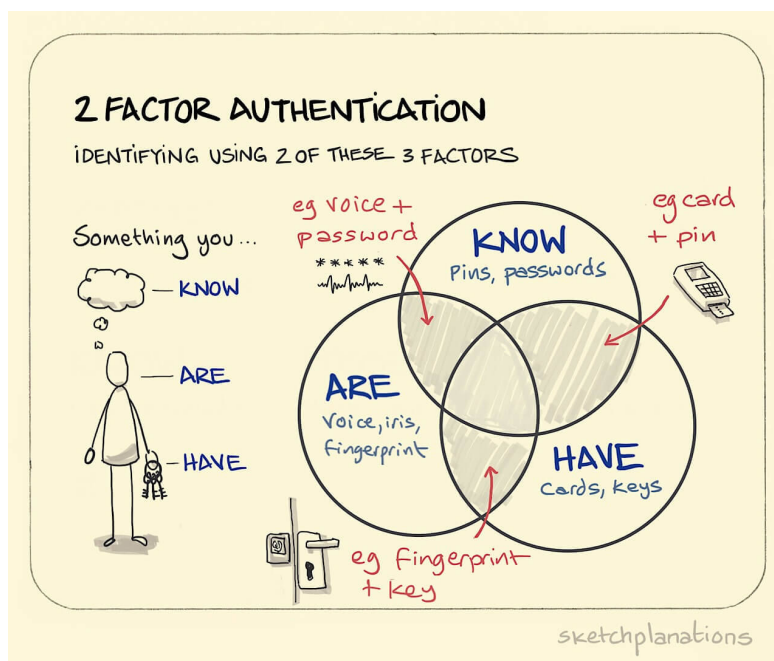 2 FACTOR AUTHENTICATION
IDENTIFYING USING 2 OF THESE 3 FACTORS
Something you...
KNOW
ARE
HAVE
eg voice +
password
*****
KNOW
Pins, passwords
eg card
+ pin
ARE
Voice, iris,
fingerprint
HAVE
Cards, keys
eg Fingerprint
+ key
sketchplanations